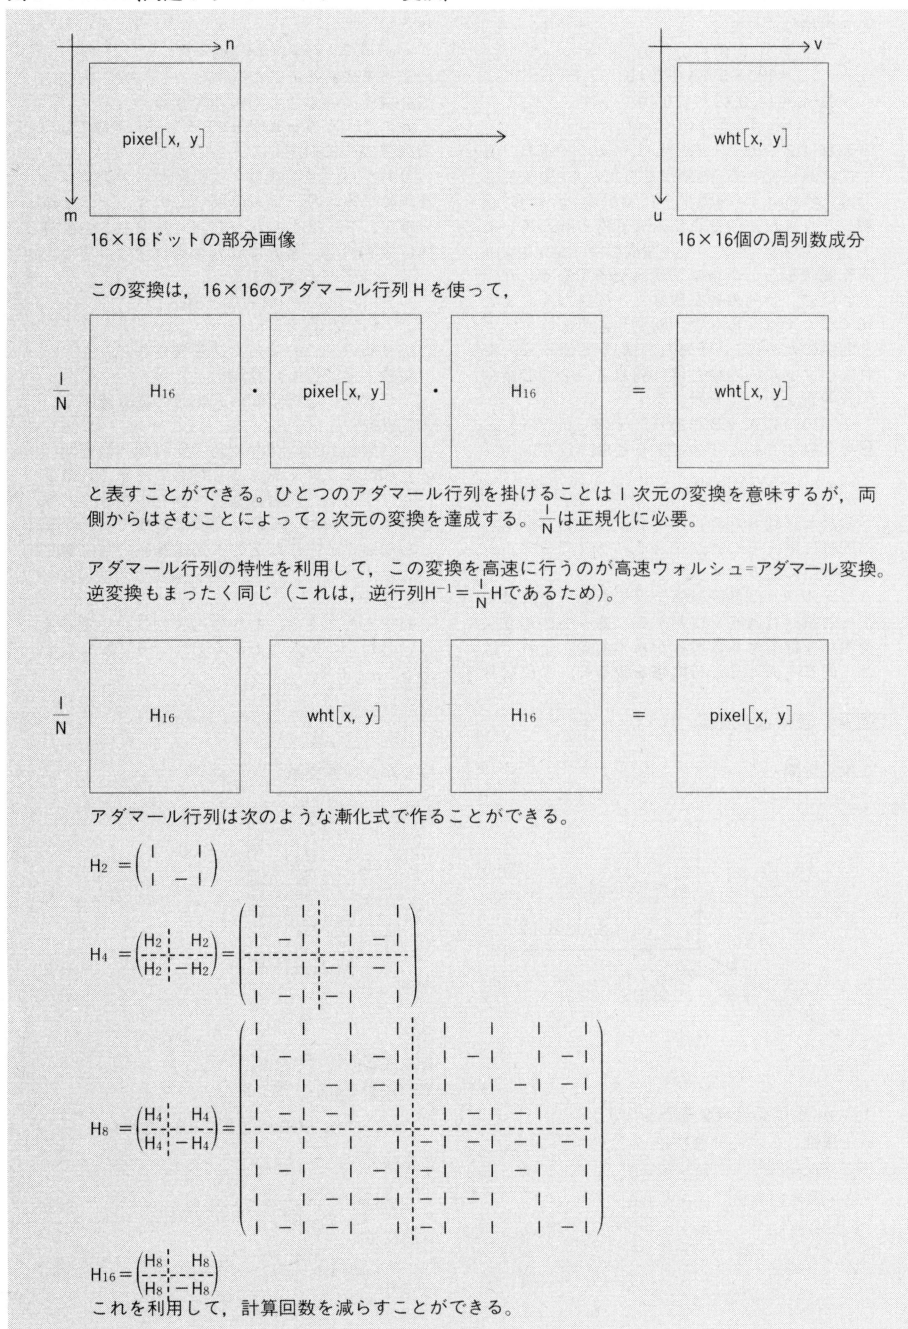 n
v
pixel[x, y]
wht[x, y]
m
u
16×16ドットの部分画像
16×16個の周列数成分
この変換は，16×16のアダマール行列Hを使って，
1/N H16 ・ pixel[x, y] ・ H16 = wht[x, y]
と表すことができる。ひとつのアダマール行列を掛けることは1次元の変換を意味するが，両
側からはさむことによって2次元の変換を達成する。1/Nは正規化に必要。
アダマール行列の特性を利用して，この変換を高速に行うのが高速ウォルシュ=アダマール変換。
逆変換もまったく同じ（これは，逆行列H⁻¹=1/N Hであるため）。
1/N H16 wht[x, y] H16 = pixel[x, y]
アダマール行列は次のような漸化式で作ることができる。
H2 =
1 1
1 −1
H4 =
H2 H2
H2 −H2
=
1 1 1 1
1 −1 1 −1
1 1 −1 −1
1 −1 −1 1
H8 =
H4 H4
H4 −H4
=
1 1 1 1 1 1 1 1
1 −1 1 −1 1 −1 1 −1
1 1 −1 −1 1 1 −1 −1
1 −1 −1 1 1 −1 −1 1
1 1 1 1 −1 −1 −1 −1
1 −1 1 −1 −1 1 −1 1
1 1 −1 −1 −1 −1 1 1
1 −1 −1 1 −1 1 1 −1
H16 =
H8 H8
H8 −H8
これを利用して，計算回数を減らすことができる。